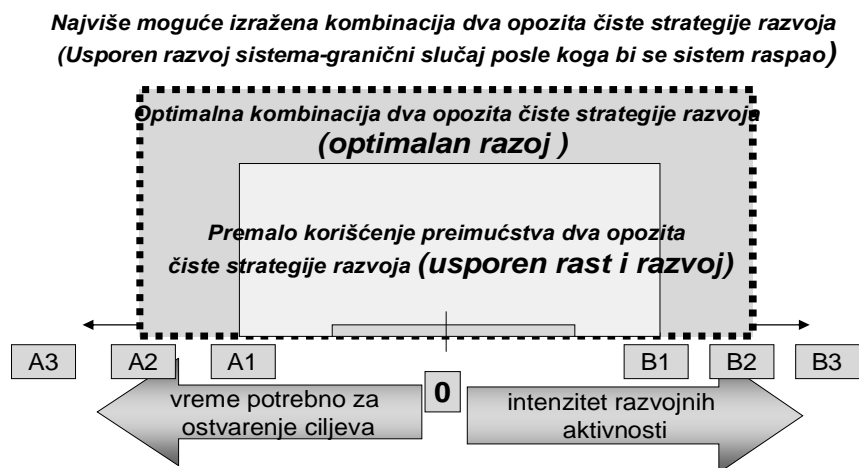 Najviše moguće izražena kombinacija dva opozita čiste strategije razvoja
(Usporen razvoj sistema-granični slučaj posle koga bi se sistem raspao)
Optimalna kombinacija dva opozita čiste strategije razvoja
(optimalan razoj )
Premalo korišćenje preimućstva dva opozita
čiste strategije razvoja (usporen rast i razvoj)
A3 A2 A1 0 B1 B2 B3
vreme potrebno za
ostvarenje ciljeva
intenzitet razvojnih
aktivnosti